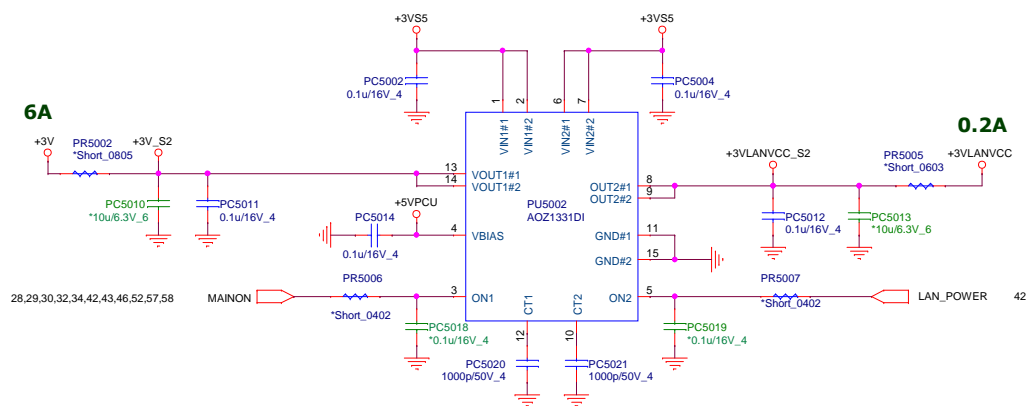 +3VS5
+3VS5
PC5002
0.1u/16V_4
PC5004
0.1u/16V_4
1
2
6
7
VIN1#1
VIN1#2
VIN2#1
VIN2#2
6A
0.2A
+3V
PR5002
*Short_0805
+3V_S2
13
14
VOUT1#1
VOUT1#2
PC5010
*10u/6.3V_6
PC5011
0.1u/16V_4
+5VPCU
PC5014
0.1u/16V_4
4
VBIAS
PU5002
AOZ1331DI
8
9
OUT2#1
OUT2#2
+3VLANVCC_S2
PR5005
*Short_0603
+3VLANVCC
PC5012
0.1u/16V_4
PC5013
*10u/6.3V_6
GND#1
11
GND#2
15
28,29,30,32,34,42,43,46,52,57,58
MAINON
PR5006
*Short_0402
3
ON1
CT1
CT2
ON2
5
PR5007
*Short_0402
LAN_POWER
42
PC5018
*0.1u/16V_4
PC5019
*0.1u/16V_4
12
10
PC5020
1000p/50V_4
PC5021
1000p/50V_4